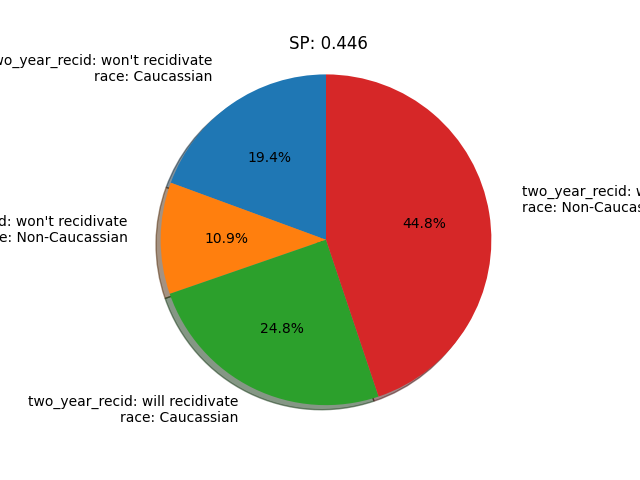 SP: 0.446
two_year_recid: won't recidivate
race: Caucassian
19.4%
two_year_recid:
race: Non-Caucas
44.8%
won't recidivate
Non-Caucassian
10.9%
24.8%
two_year_recid: will recidivate
race: Caucassian